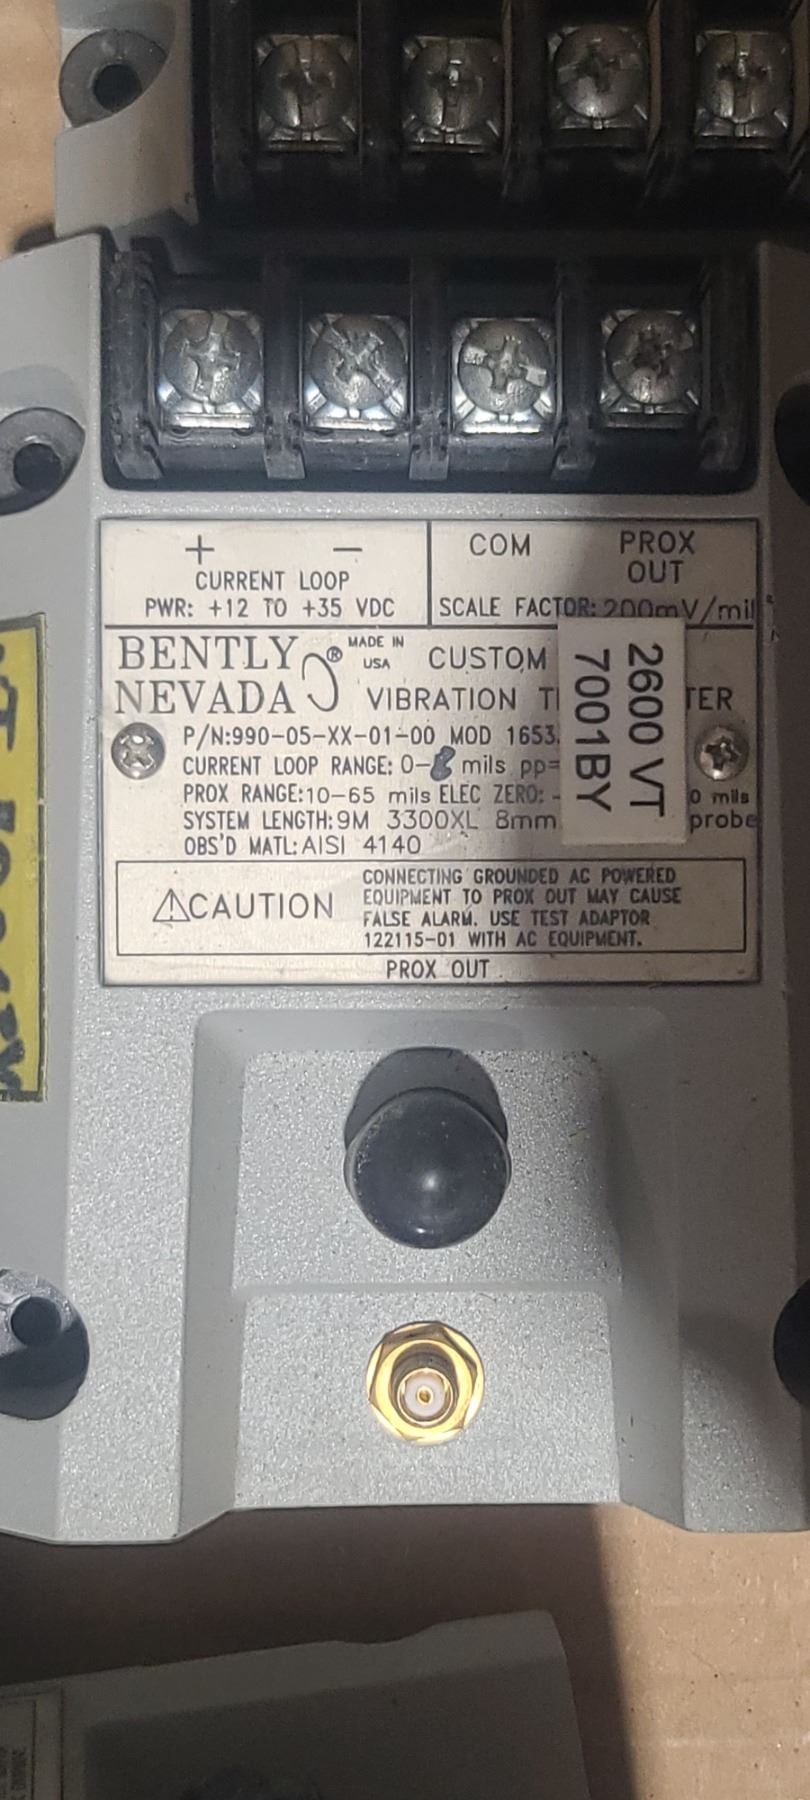 + −
CURRENT LOOP
PWR: +12 TO +35 VDC
COM PROX
OUT
SCALE FACTOR: 200mV/mil
BENTLY
NEVADA
®
MADE IN
USA
CUSTOM
VIBRATION
P/N:990-05-XX-01-00 MOD 1653
CURRENT LOOP RANGE: 0- mils pp=
PROX RANGE:10-65 mils ELEC ZERO: - 0 mils
SYSTEM LENGTH:9M 3300XL 8mm probe
OBS'D MATL:AISI 4140
2600 VT
7001BY
CAUTION
CONNECTING GROUNDED AC POWERED
EQUIPMENT TO PROX OUT MAY CAUSE
FALSE ALARM. USE TEST ADAPTOR
122115-01 WITH AC EQUIPMENT.
PROX OUT